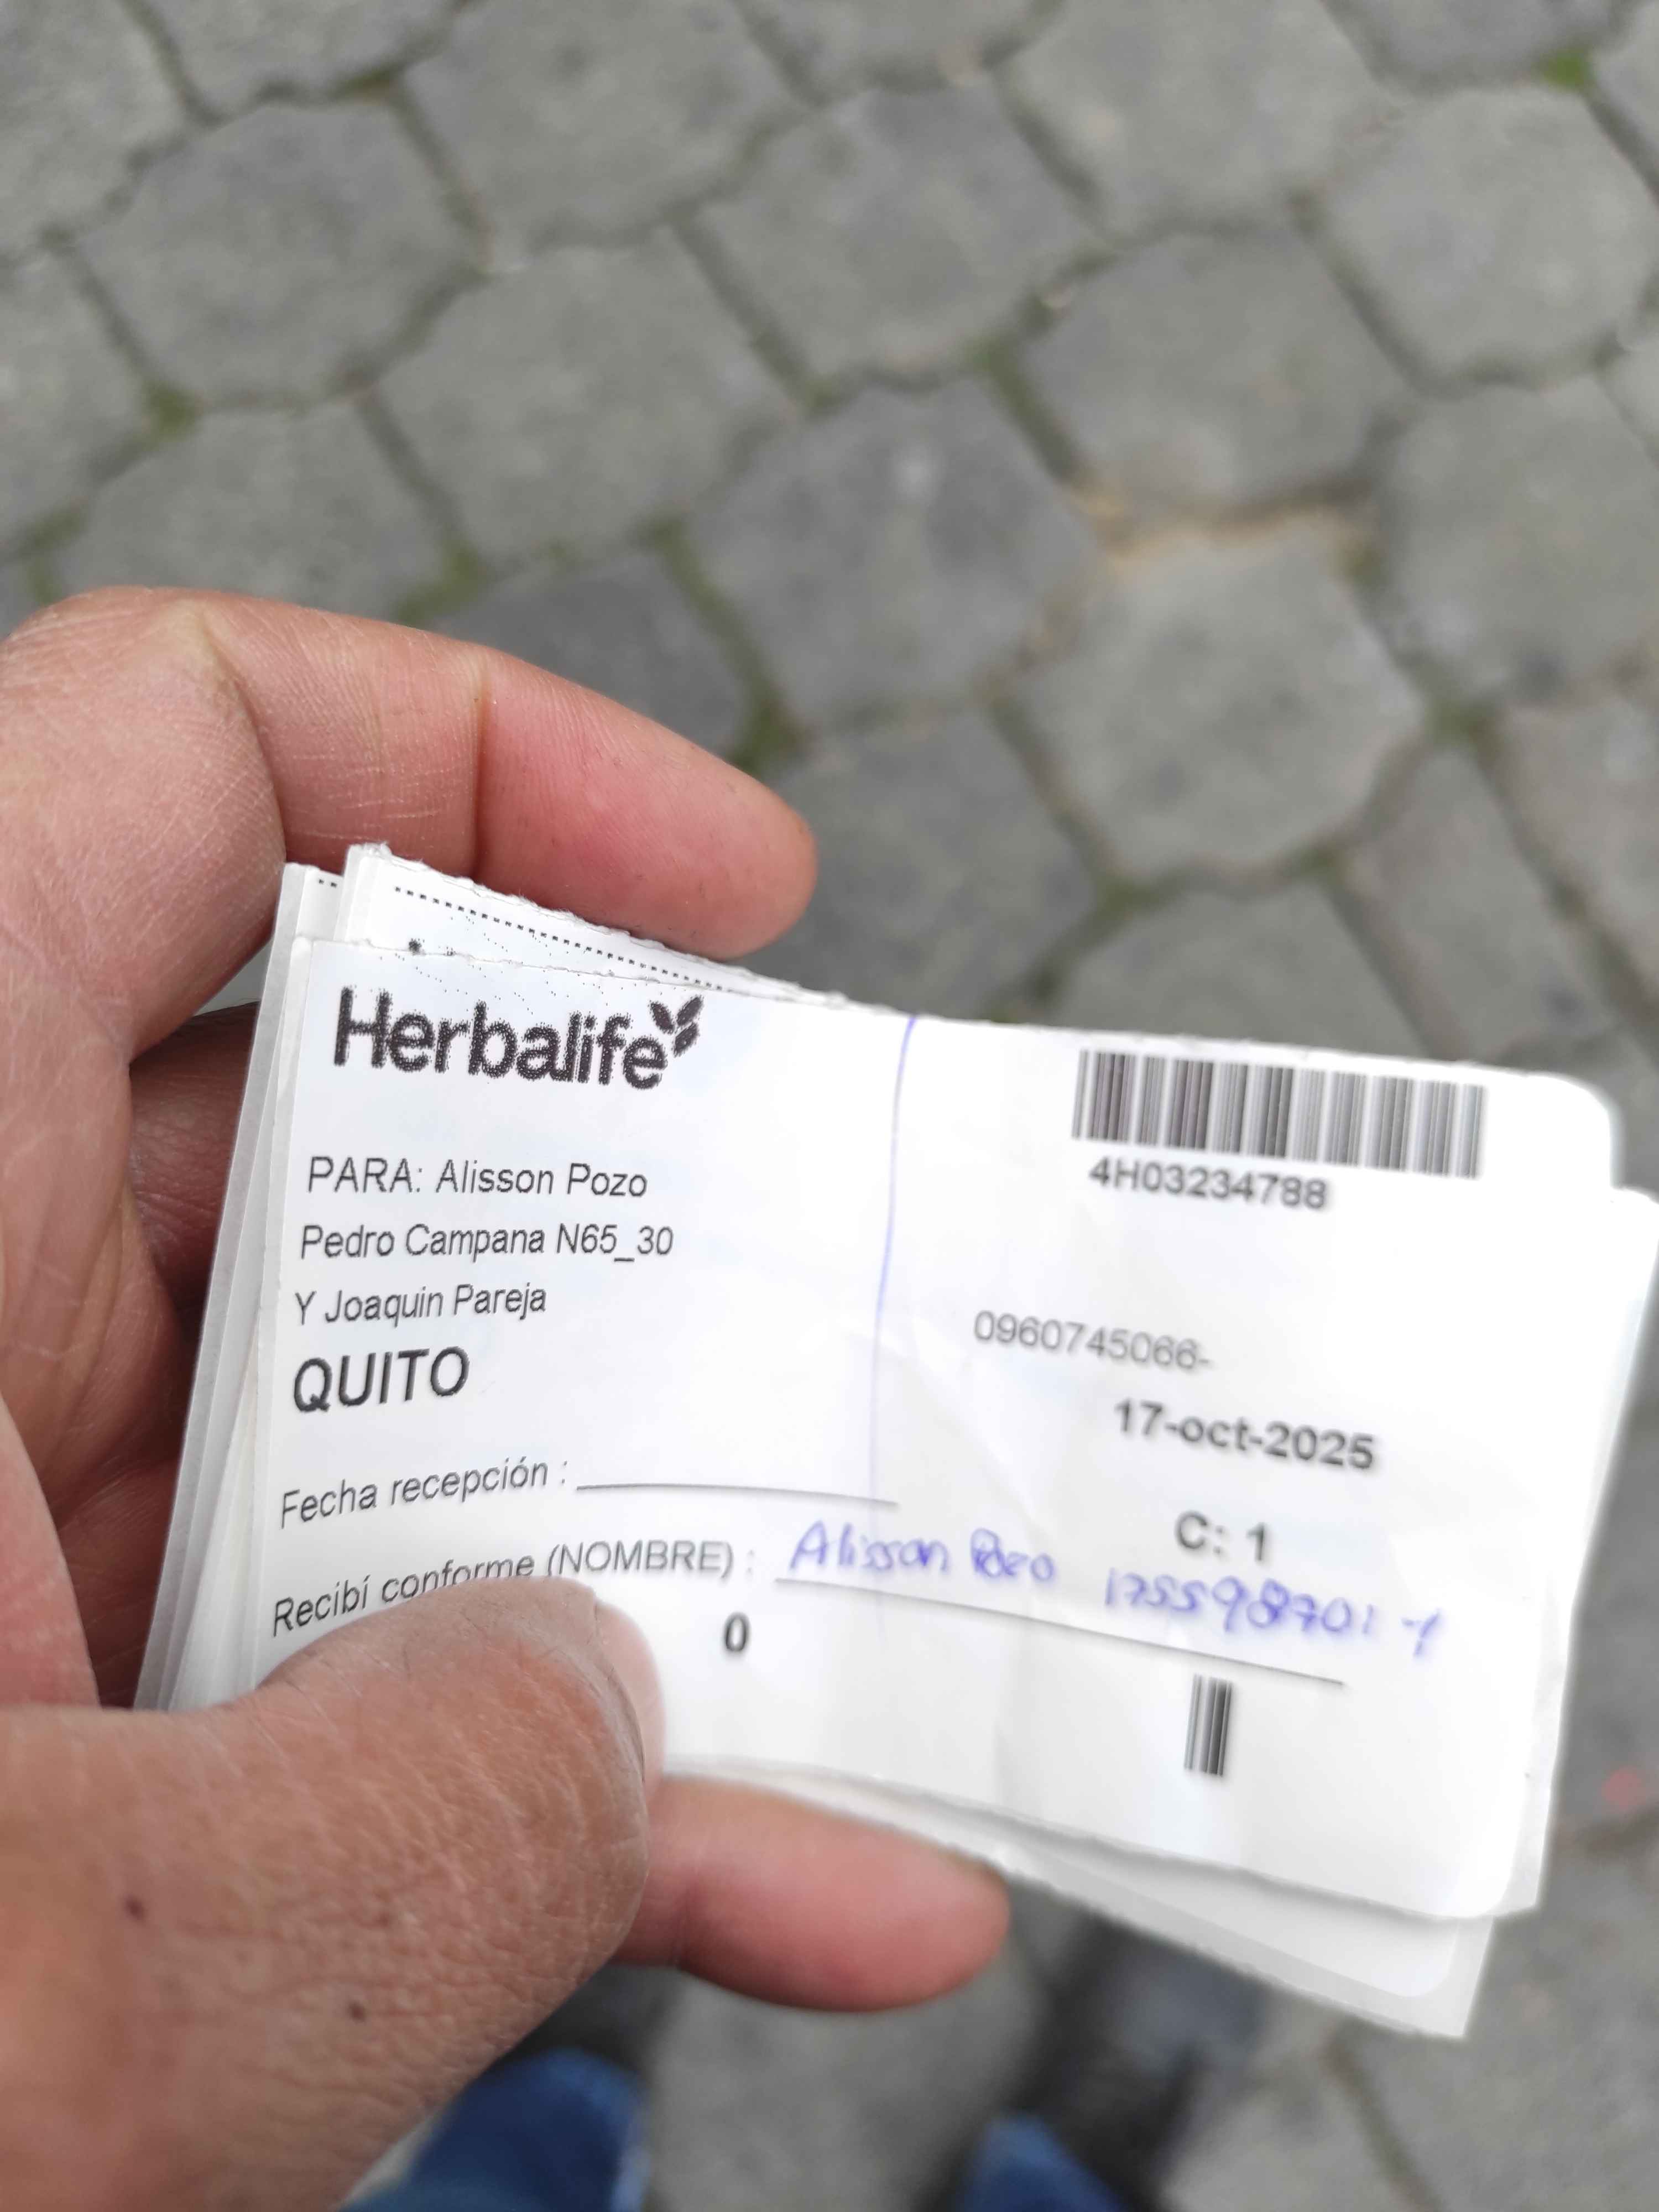 Herbalife
4H03234788
PARA: Alisson Pozo
Pedro Campana N65_30
Y Joaquin Pareja
QUITO
0960745066-
17-oct-2025
C: 1
Fecha recepción :
Recibí conforme (NOMBRE) : Alisson Pozo 175598701-1
0